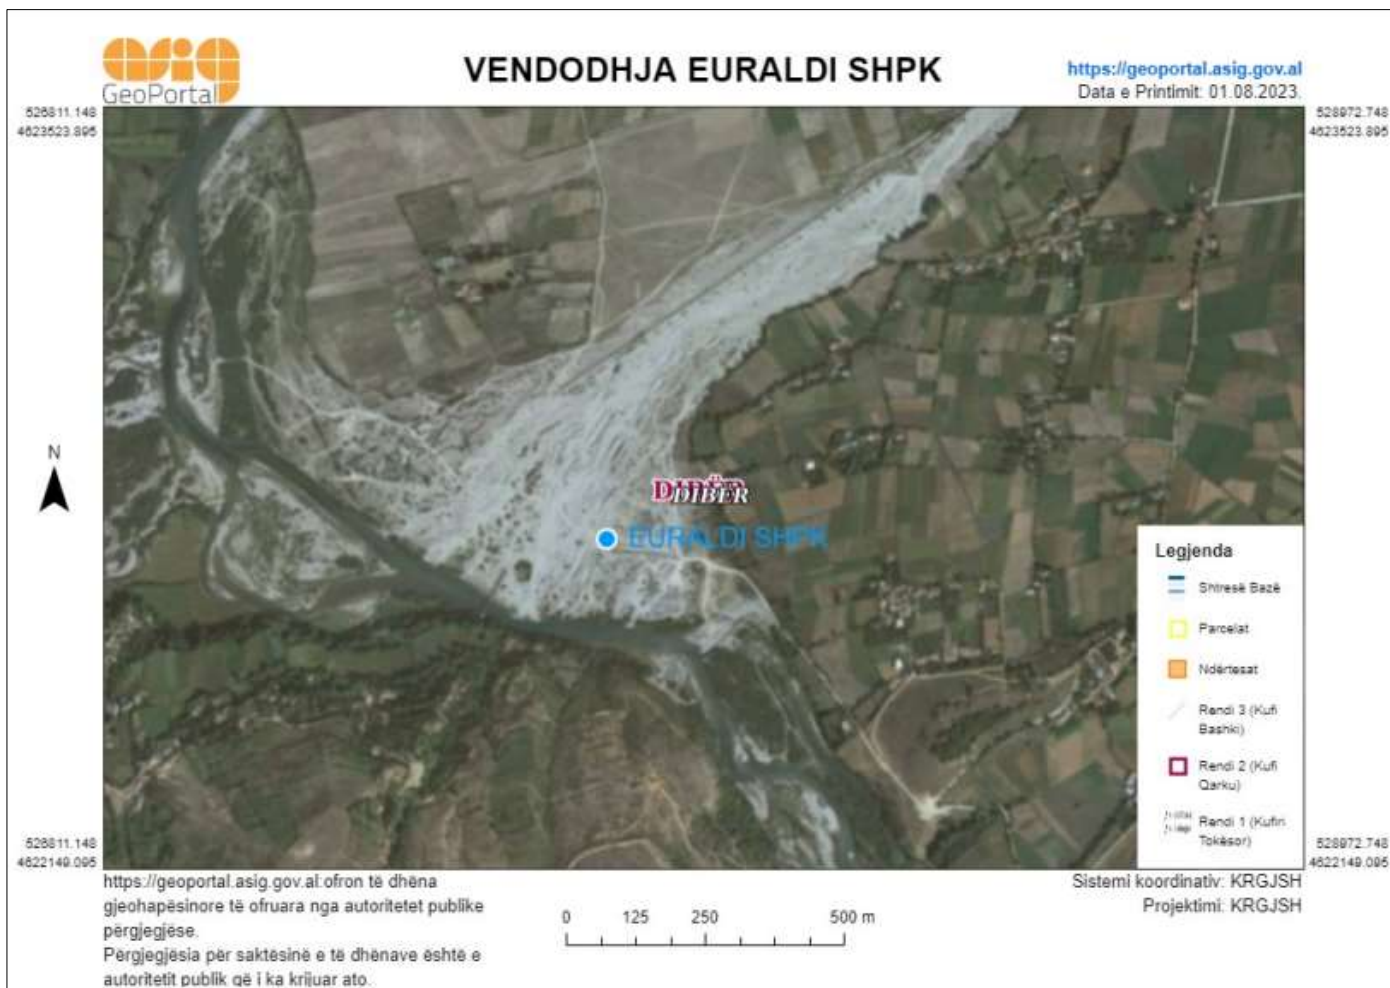 asig
GeoPortal
VENDODHJA EURALDI SHPK
https://geoportal.asig.gov.al
Data e Printimit: 01.08.2023.
526811.148
4623523.895
528972.748
4623523.895
N
DIBËR
DIBËR
EURALDI SHPK
Legjenda
Shtresë Bazë
Parcelat
Ndërtesat
Rendi 3 (Kufi
Bashki)
Rendi 2 (Kufi
Qarku)
Rendi 1 (Kufiri
Tokësor)
526811.148
4622149.095
528972.748
4622149.095
https://geoportal.asig.gov.al:ofron të dhëna
gjeohapësinore të ofruara nga autoritetet publike
përgjegjëse.
Përgjegjësia për saktësinë e të dhënave është e
autoritetit publik që i ka krijuar ato.
0 125 250 500 m
Sistemi koordinativ: KRGJSH
Projektimi: KRGJSH